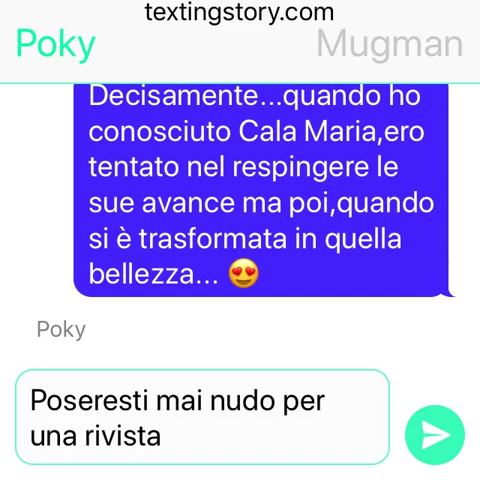 textingstory.com
Poky Mugman
Decisamente...quando ho
conosciuto Cala Maria,ero
tentato nel respingere le
sue avance ma poi,quando
si è trasformata in quella
bellezza... 😍
Poky
Poseresti mai nudo per
una rivista